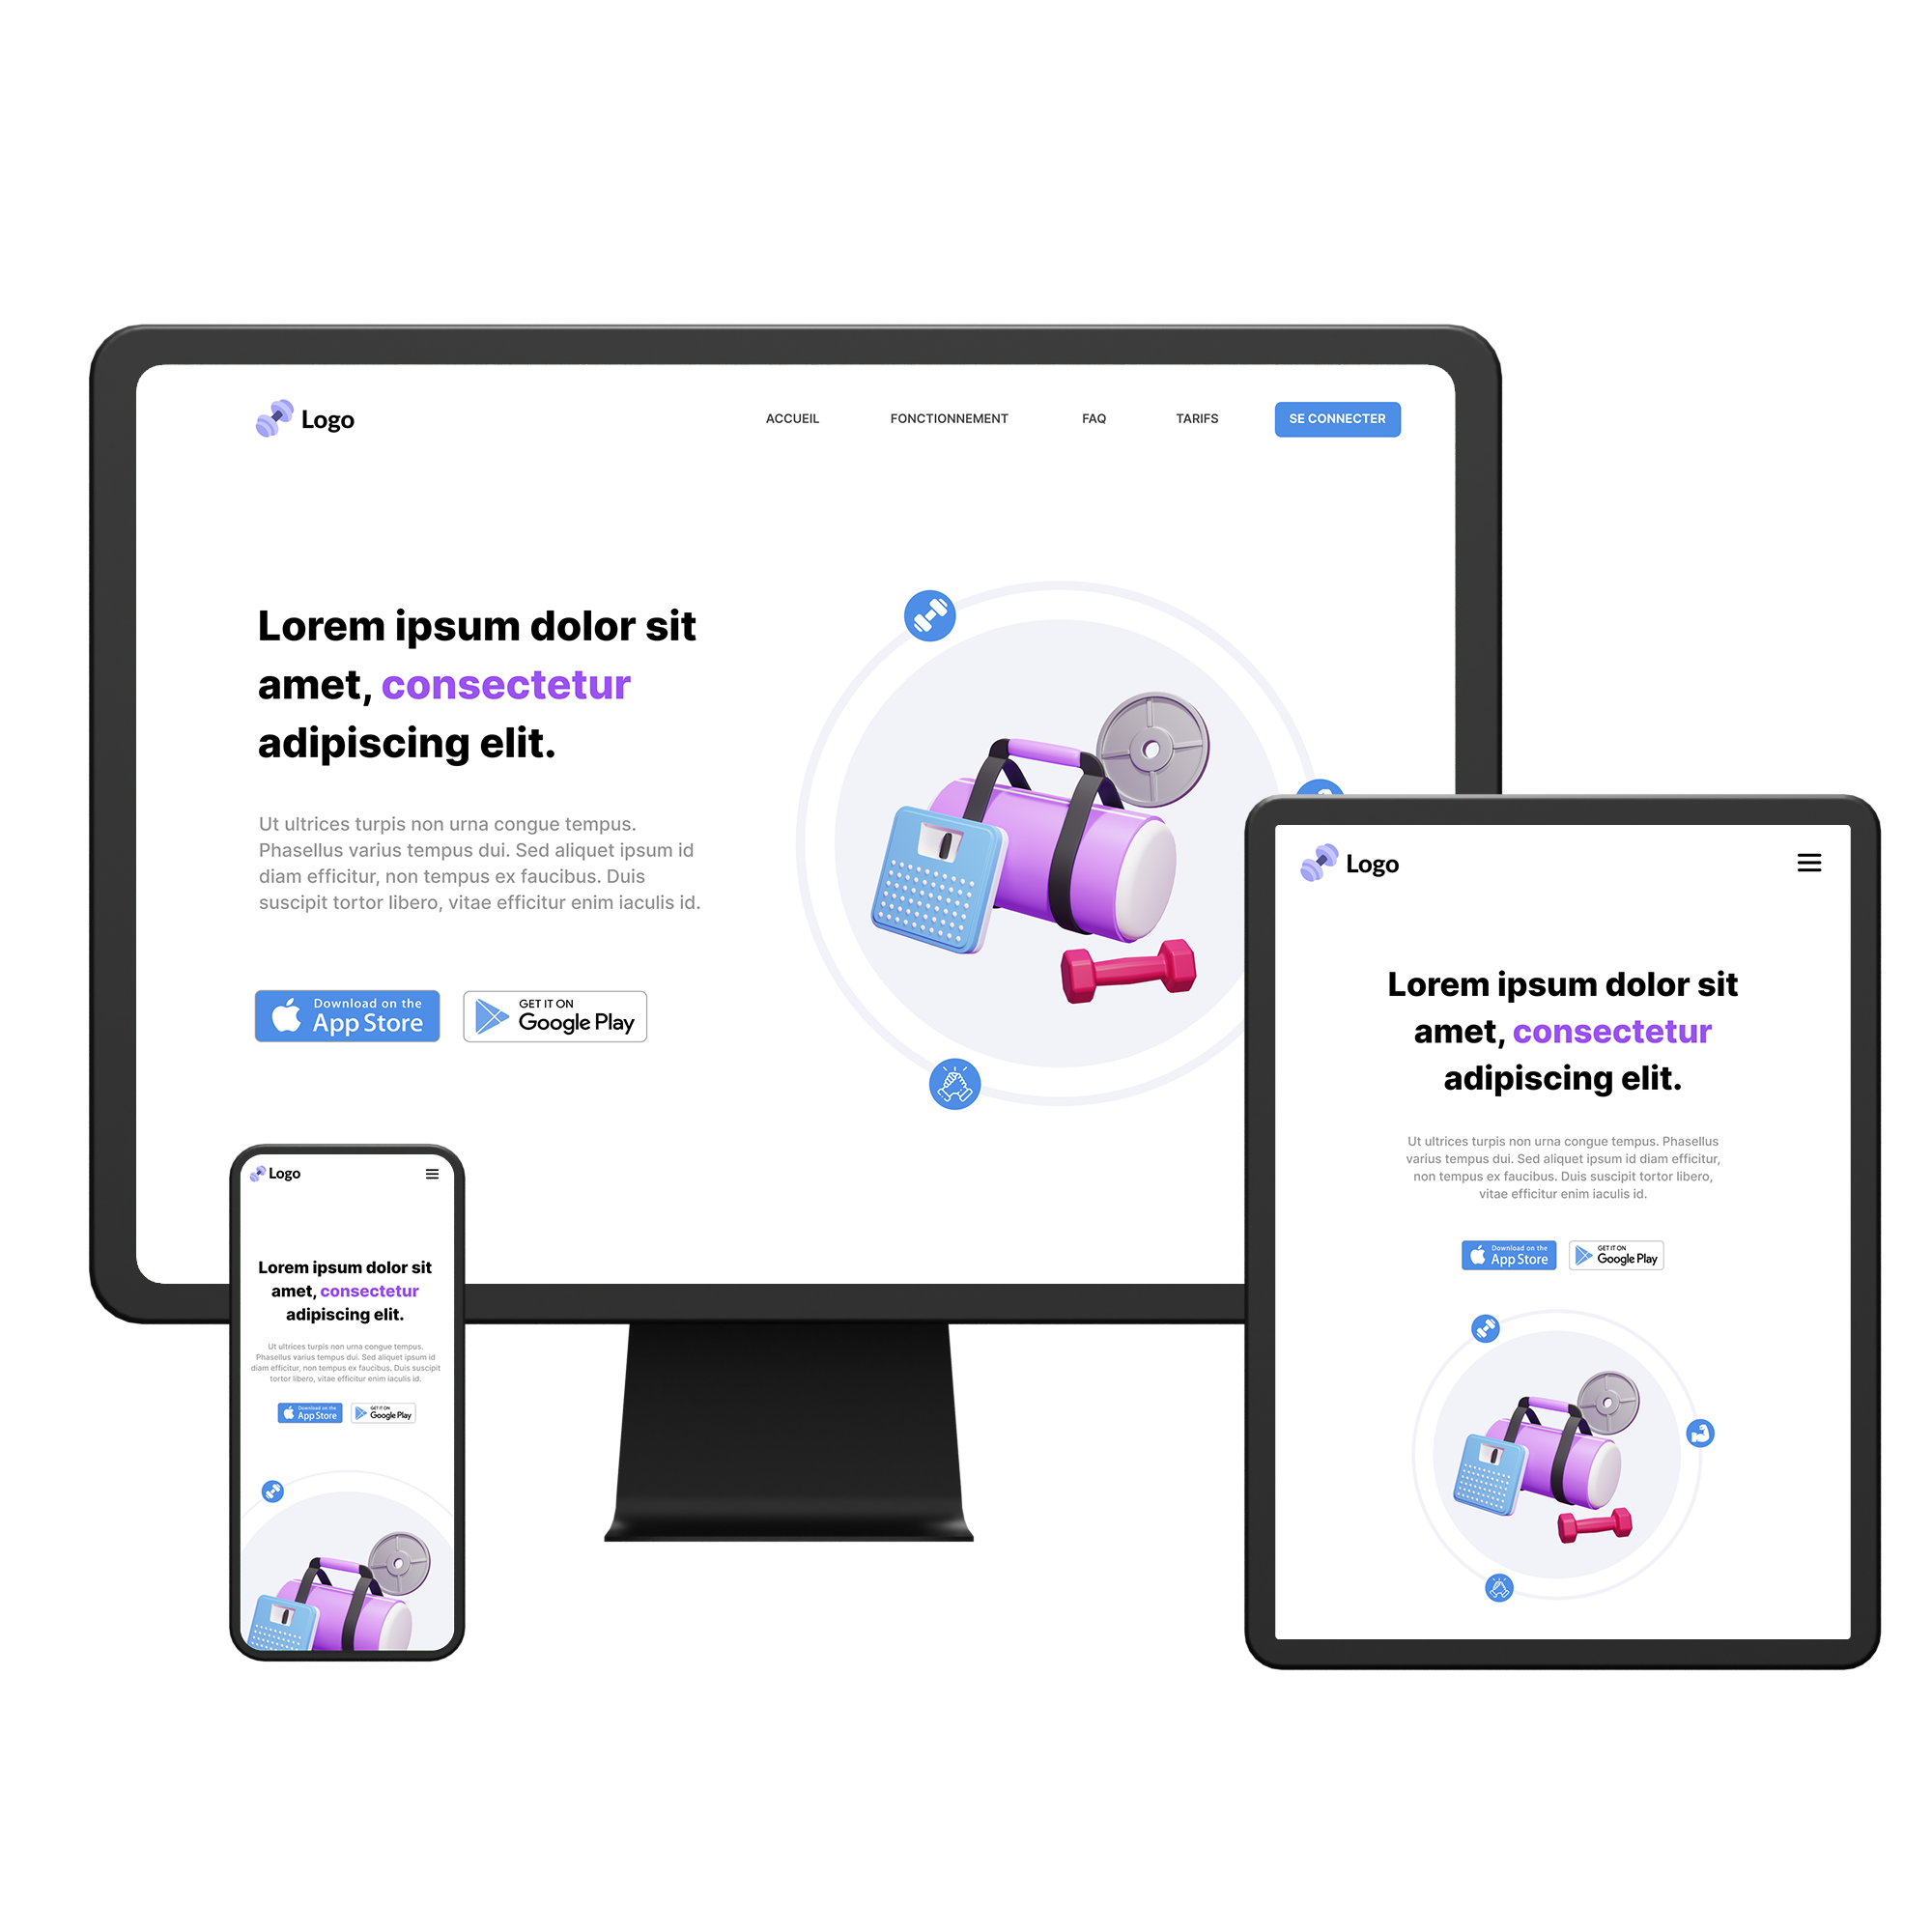 Logo
ACCUEIL FONCTIONNEMENT FAQ TARIFS SE CONNECTER
Lorem ipsum dolor sit
amet, consectetur
adipiscing elit.
Ut ultrices turpis non urna congue tempus.
Phasellus varius tempus dui. Sed aliquet ipsum id
diam efficitur, non tempus ex faucibus. Duis
suscipit tortor libero, vitae efficitur enim iaculis id.
Download on the
App Store
GET IT ON
Google Play
Logo
Lorem ipsum dolor sit
amet, consectetur
adipiscing elit.
Ut ultrices turpis non urna congue tempus. Phasellus
varius tempus dui. Sed aliquet ipsum id diam efficitur,
non tempus ex faucibus. Duis suscipit tortor libero,
vitae efficitur enim iaculis id.
Download on the
App Store
GET IT ON
Google Play
Logo
Lorem ipsum dolor sit
amet, consectetur
adipiscing elit.
Ut ultrices turpis non urna congue tempus.
Phasellus varius tempus dui. Sed aliquet ipsum id
diam efficitur, non tempus ex faucibus. Duis suscipit
tortor libero, vitae efficitur enim iaculis id.
Download on the
App Store
GET IT ON
Google Play